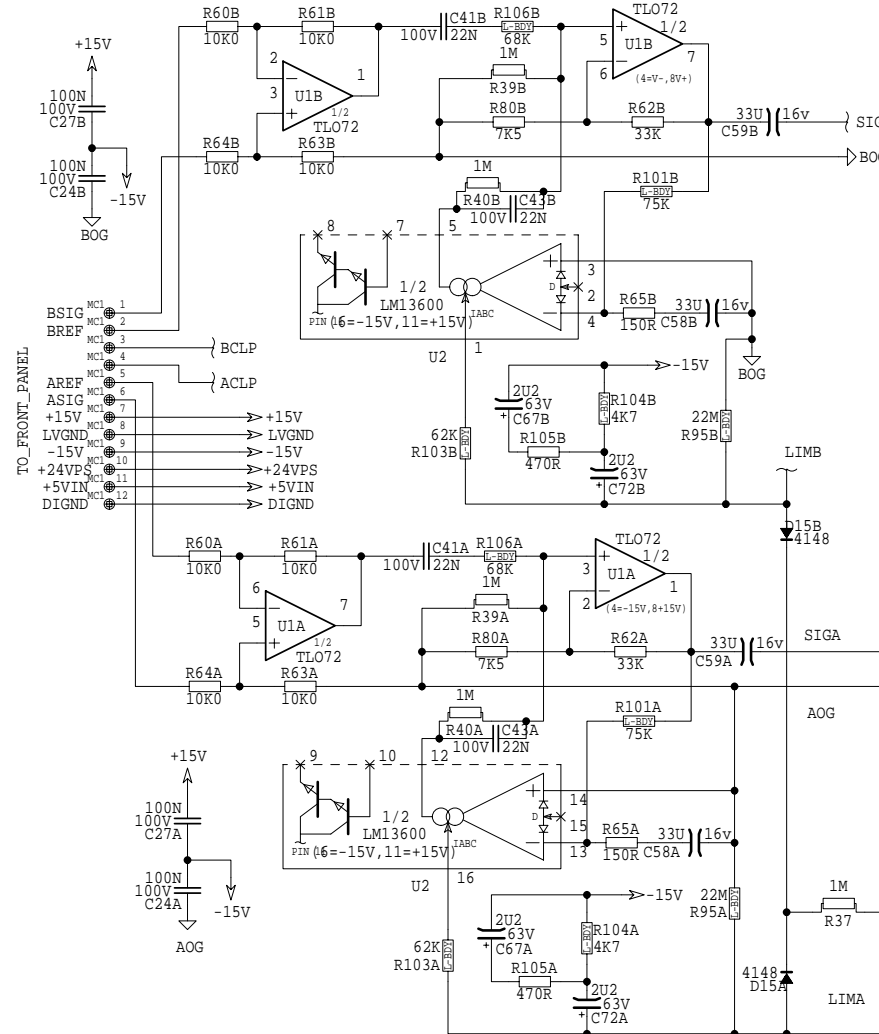 R60B R61B C41B R106B TLO72
10K0 10K0 100V 22N L-BDY 68K 1/2
+15V
2 1 U1B 3 1/2 TLO72
5 U1B 7 6
(4=V-,8V+)
1M
R39B
100N
100V
C27B
R80B R62B 33U 16v SIG
7K5 33K C59B
R64B R63B
10K0 10K0
BOG
100N
100V
C24B
-15V
BOG
1M
R40B C43B
100V 22N
R101B
L-BDY
75K
8 7 5
1/2
LM13600
PIN (6=-15V,11=+15V) IABC
D
3
2
4
U2 1
R65B 33U 16v
150R C58B
BOG
TO_FRONT_PANEL
BSIG MC1 1
BREF MC1 2
MC1 3 BCLP
MC1 4 ACLP
AREF MC1 5
ASIG MC1 6
+15V MC1 7 +15V
LVGND MC1 8 LVGND
-15V MC1 9 -15V
+24VPS MC1 10 +24VPS
+5VIN MC1 11 +5VIN
DIGND MC1 12 DIGND
-15V
2U2
63V
C67B
+
L-BDY R104B
4K7
62K
R103B L-BDY
R105B
470R
2U2
63V
C72B
+
22M
R95B L-BDY
LIMB
D15B
4148
R60A R61A C41A R106A TLO72
10K0 10K0 100V 22N L-BDY 68K 1/2
6 7 U1A 5 1/2 TLO72
3 U1A 1 2
(4=-15V,8+15V)
1M
R39A
R80A R62A 33U 16v SIGA
7K5 33K C59A
R64A R63A
10K0 10K0
AOG
1M
R40A C43A
100V 22N
R101A
L-BDY
75K
+15V
100N
100V
C27A
100N
100V
C24A
-15V
AOG
9 10 12
1/2
LM13600
PIN (6=-15V,11=+15V) IABC
D
14
15
13
U2 16
R65A 33U 16v
150R C58A
-15V
2U2
63V
C67A
+
L-BDY R104A
4K7
62K
R103A L-BDY
R105A
470R
2U2
63V
C72A
+
22M
R95A L-BDY
1M
R37
4148
D15A
LIMA